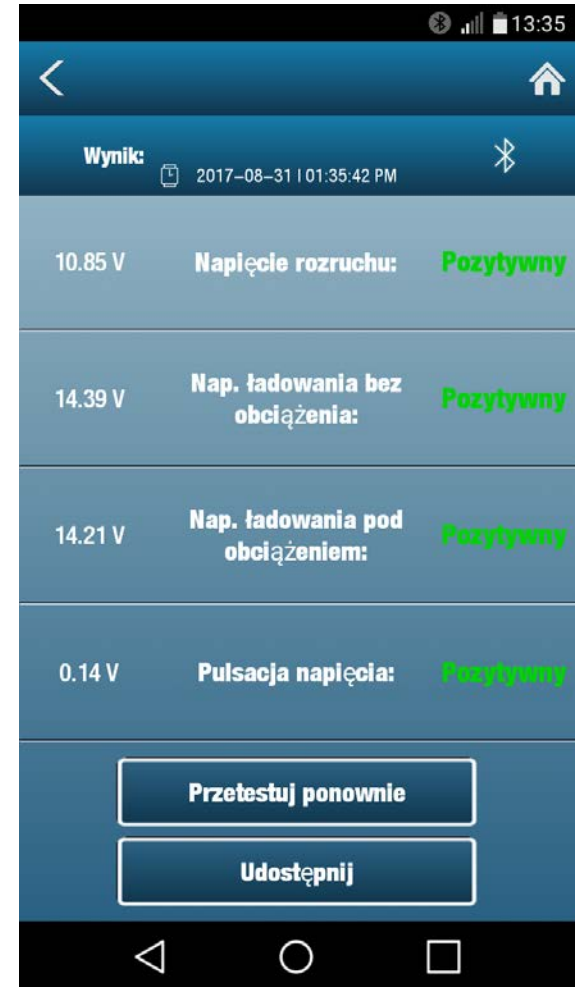 13:35
Wynik:
2017–08–31 | 01:35:42 PM
10.85 V Napięcie rozruchu: Pozytywny
14.39 V Nap. ładowania bez
obciążenia: Pozytywny
14.21 V Nap. ładowania pod
obciążeniem: Pozytywny
0.14 V Pulsacja napięcia: Pozytywny
Przetestuj ponownie
Udostępnij